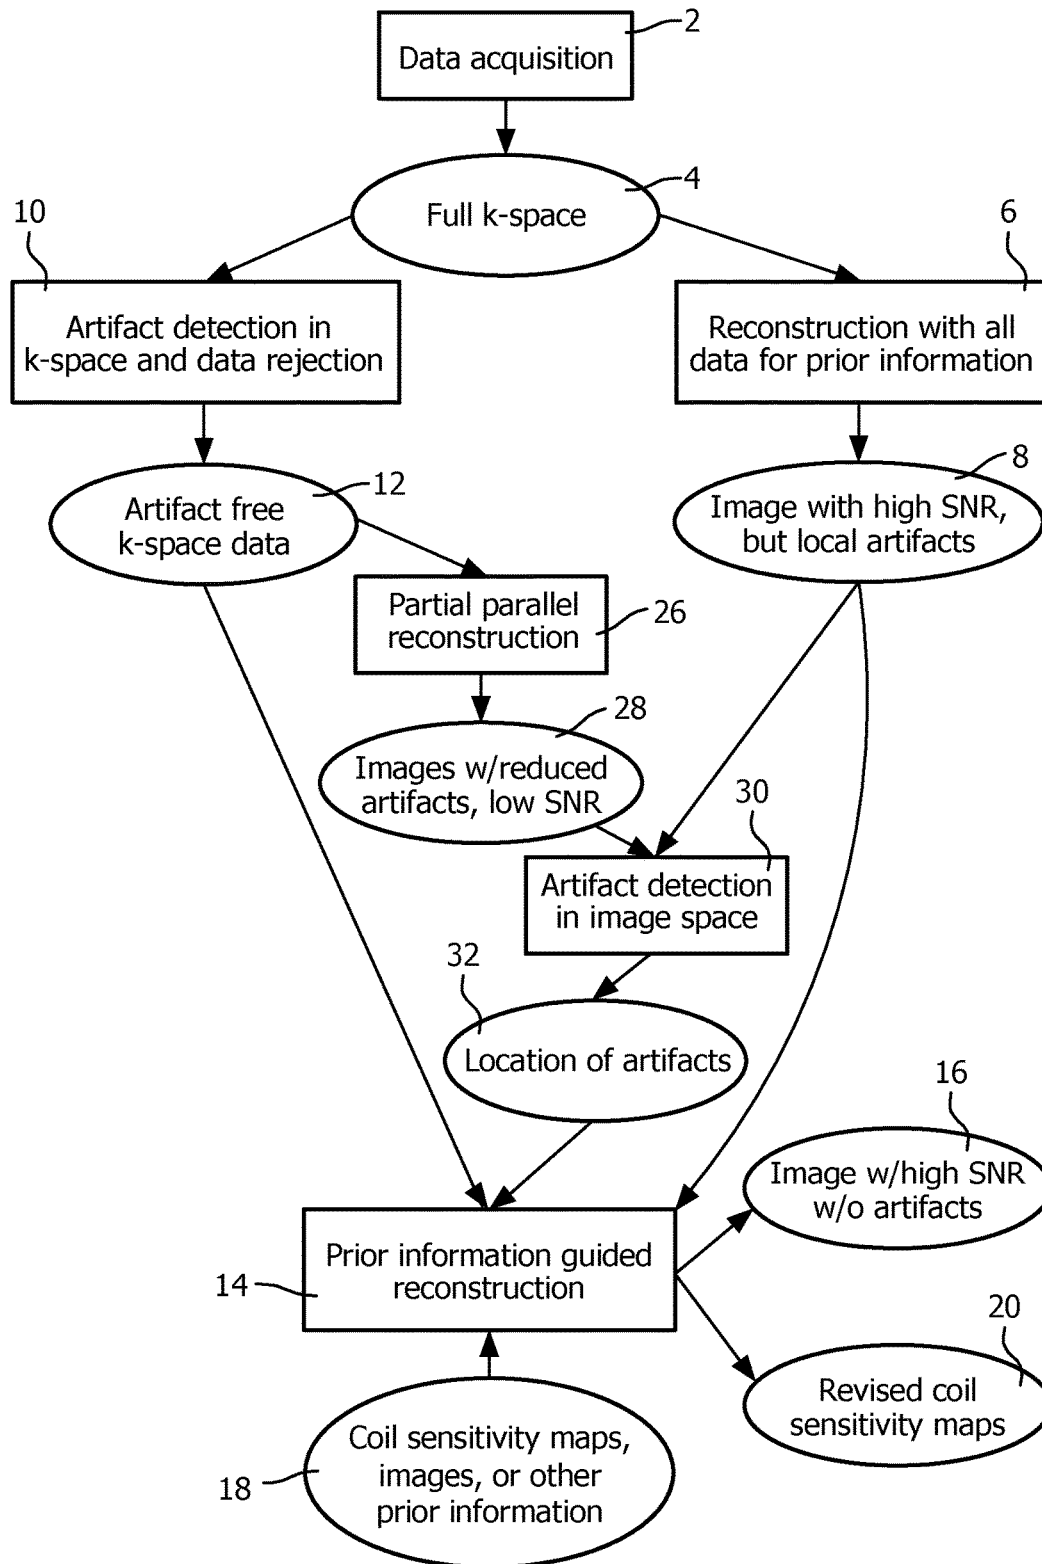 2
Data acquisition
4
Full k-space
10
6
Artifact detection in
k-space and data rejection
Reconstruction with all
data for prior information
12
8
Artifact free
k-space data
Image with high SNR,
but local artifacts
Partial parallel
reconstruction
26
28
Images w/reduced
artifacts, low SNR
30
Artifact detection
in image space
32
Location of artifacts
16
Image w/high SNR
w/o artifacts
Prior information guided
reconstruction
14
20
Revised coil
sensitivity maps
Coil sensitivity maps,
images, or other
prior information
18